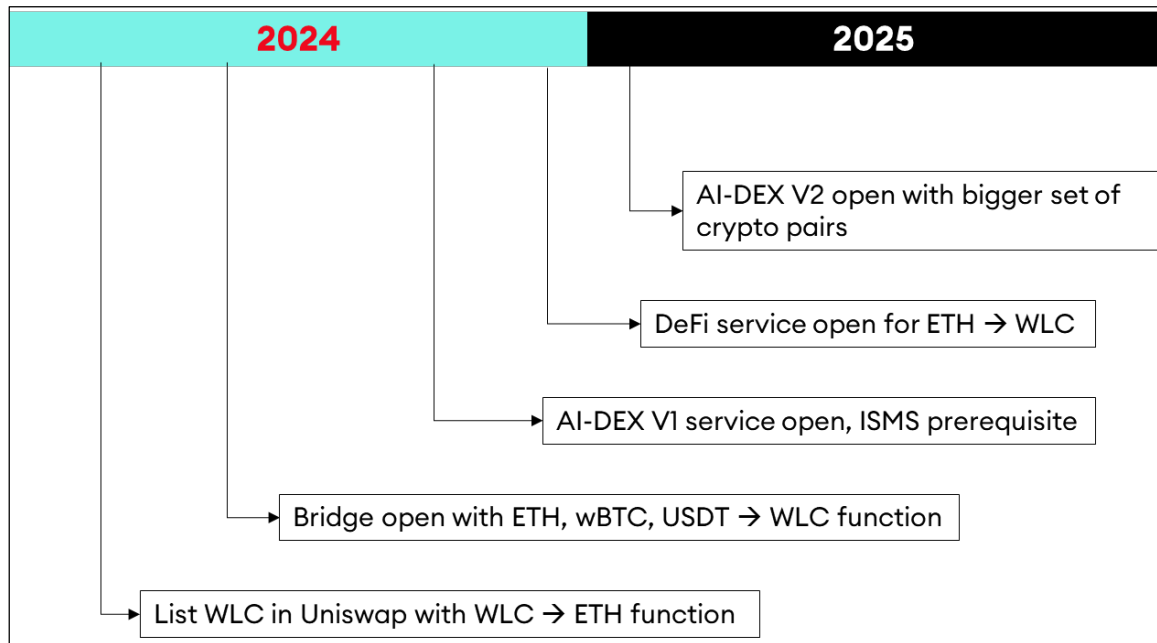 2024
2025
AI-DEX V2 open with bigger set of
crypto pairs
DeFi service open for ETH → WLC
AI-DEX V1 service open, ISMS prerequisite
Bridge open with ETH, wBTC, USDT → WLC function
List WLC in Uniswap with WLC → ETH function